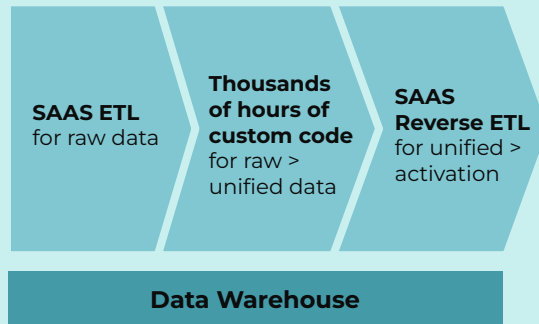 SAAS ETL
for raw data
Thousands
of hours of
custom code
for raw >
unified data
SAAS
Reverse ETL
for unified >
activation
Data Warehouse